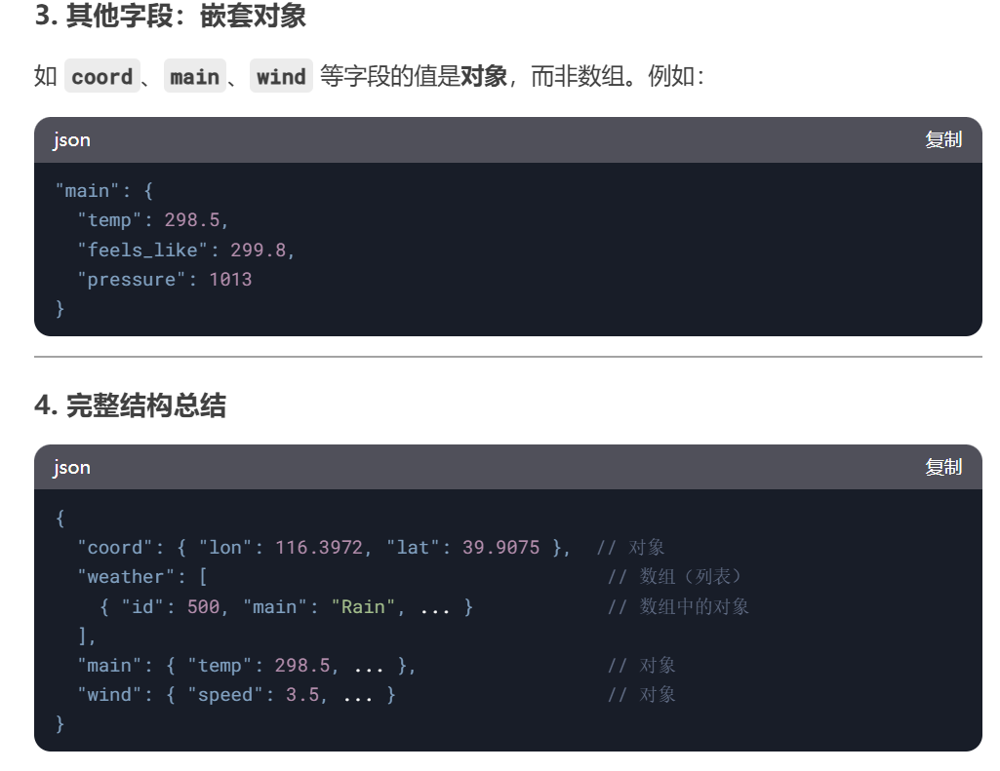 3. 其他字段：嵌套对象
如 coord、main、wind 等字段的值是对象，而非数组。例如：
json 复制
"main": {
  "temp": 298.5,
  "feels_like": 299.8,
  "pressure": 1013
}
4. 完整结构总结
json 复制
{
  "coord": { "lon": 116.3972, "lat": 39.9075 },  // 对象
  "weather": [                                    // 数组（列表）
    { "id": 500, "main": "Rain", ... }            // 数组中的对象
  ],
  "main": { "temp": 298.5, ... },                 // 对象
  "wind": { "speed": 3.5, ... }                   // 对象
}